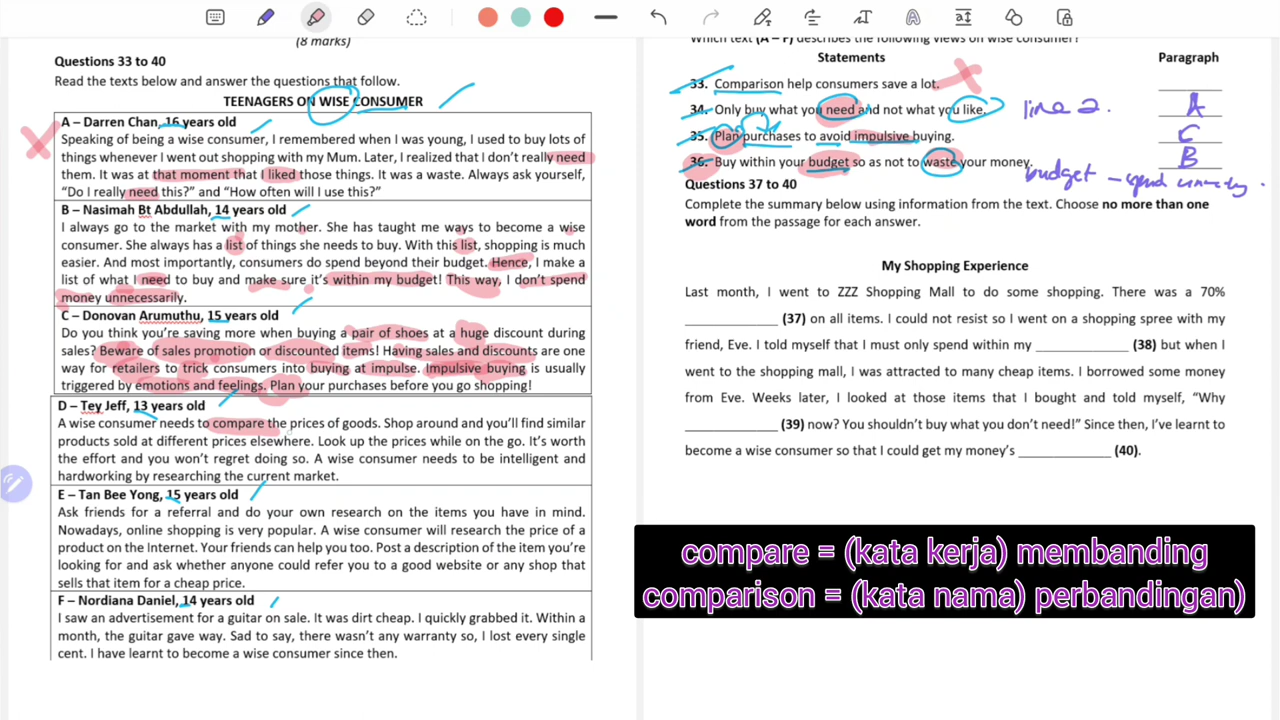 (8 marks)
Questions 33 to 40
Read the texts below and answer the questions that follow.
TEENAGERS ON WISE CONSUMER
A – Darren Chan, 16 years old
Speaking of being a wise consumer, I remembered when I was young, I used to buy lots of
things whenever I went out shopping with my Mum. Later, I realized that I don't really need
them. It was at that moment that I liked those things. It was a waste. Always ask yourself,
"Do I really need this?" and "How often will I use this?"
B – Nasimah Bt Abdullah, 14 years old
I always go to the market with my mother. She has taught me ways to become a wise
consumer. She always has a list of things she needs to buy. With this list, shopping is much
easier. And most importantly, consumers do spend beyond their budget. Hence, I make a
list of what I need to buy and make sure it's within my budget! This way, I don't spend
money unnecessarily.
C – Donovan Arumuthu, 15 years old
Do you think you're saving more when buying a pair of shoes at a huge discount during
sales? Beware of sales promotion or discounted items! Having sales and discounts are one
way for retailers to trick consumers into buying at impulse. Impulsive buying is usually
triggered by emotions and feelings. Plan your purchases before you go shopping!
D – Tey Jeff, 13 years old
A wise consumer needs to compare the prices of goods. Shop around and you'll find similar
products sold at different prices elsewhere. Look up the prices while on the go. It's worth
the effort and you won't regret doing so. A wise consumer needs to be intelligent and
hardworking by researching the current market.
E – Tan Bee Yong, 15 years old
Ask friends for a referral and do your own research on the items you have in mind.
Nowadays, online shopping is very popular. A wise consumer will research the price of a
product on the Internet. Your friends can help you too. Post a description of the item you're
looking for and ask whether anyone could refer you to a good website or any shop that
sells that item for a cheap price.
F – Nordiana Daniel, 14 years old
I saw an advertisement for a guitar on sale. It was dirt cheap. I quickly grabbed it. Within a
month, the guitar gave way. Sad to say, there wasn't any warranty so, I lost every single
cent. I have learnt to become a wise consumer since then.
Which text (A – F) describes the following views on wise consumer?
Statements Paragraph
33. Comparison help consumers save a lot.
34. Only buy what you need and not what you like. line 2. A
35. Plan purchases to avoid impulsive buying. C
36. Buy within your budget so as not to waste your money. B
budget – spend
Questions 37 to 40
Complete the summary below using information from the text. Choose no more than one
word from the passage for each answer.
My Shopping Experience
Last month, I went to ZZZ Shopping Mall to do some shopping. There was a 70%
______________ (37) on all items. I could not resist so I went on a shopping spree with my
friend, Eve. I told myself that I must only spend within my ______________ (38) but when I
went to the shopping mall, I was attracted to many cheap items. I borrowed some money
from Eve. Weeks later, I looked at those items that I bought and told myself, "Why
______________ (39) now? You shouldn't buy what you don't need!" Since then, I've learnt to
become a wise consumer so that I could get my money's ______________ (40).
compare = (kata kerja) membanding
comparison = (kata nama) perbandingan)